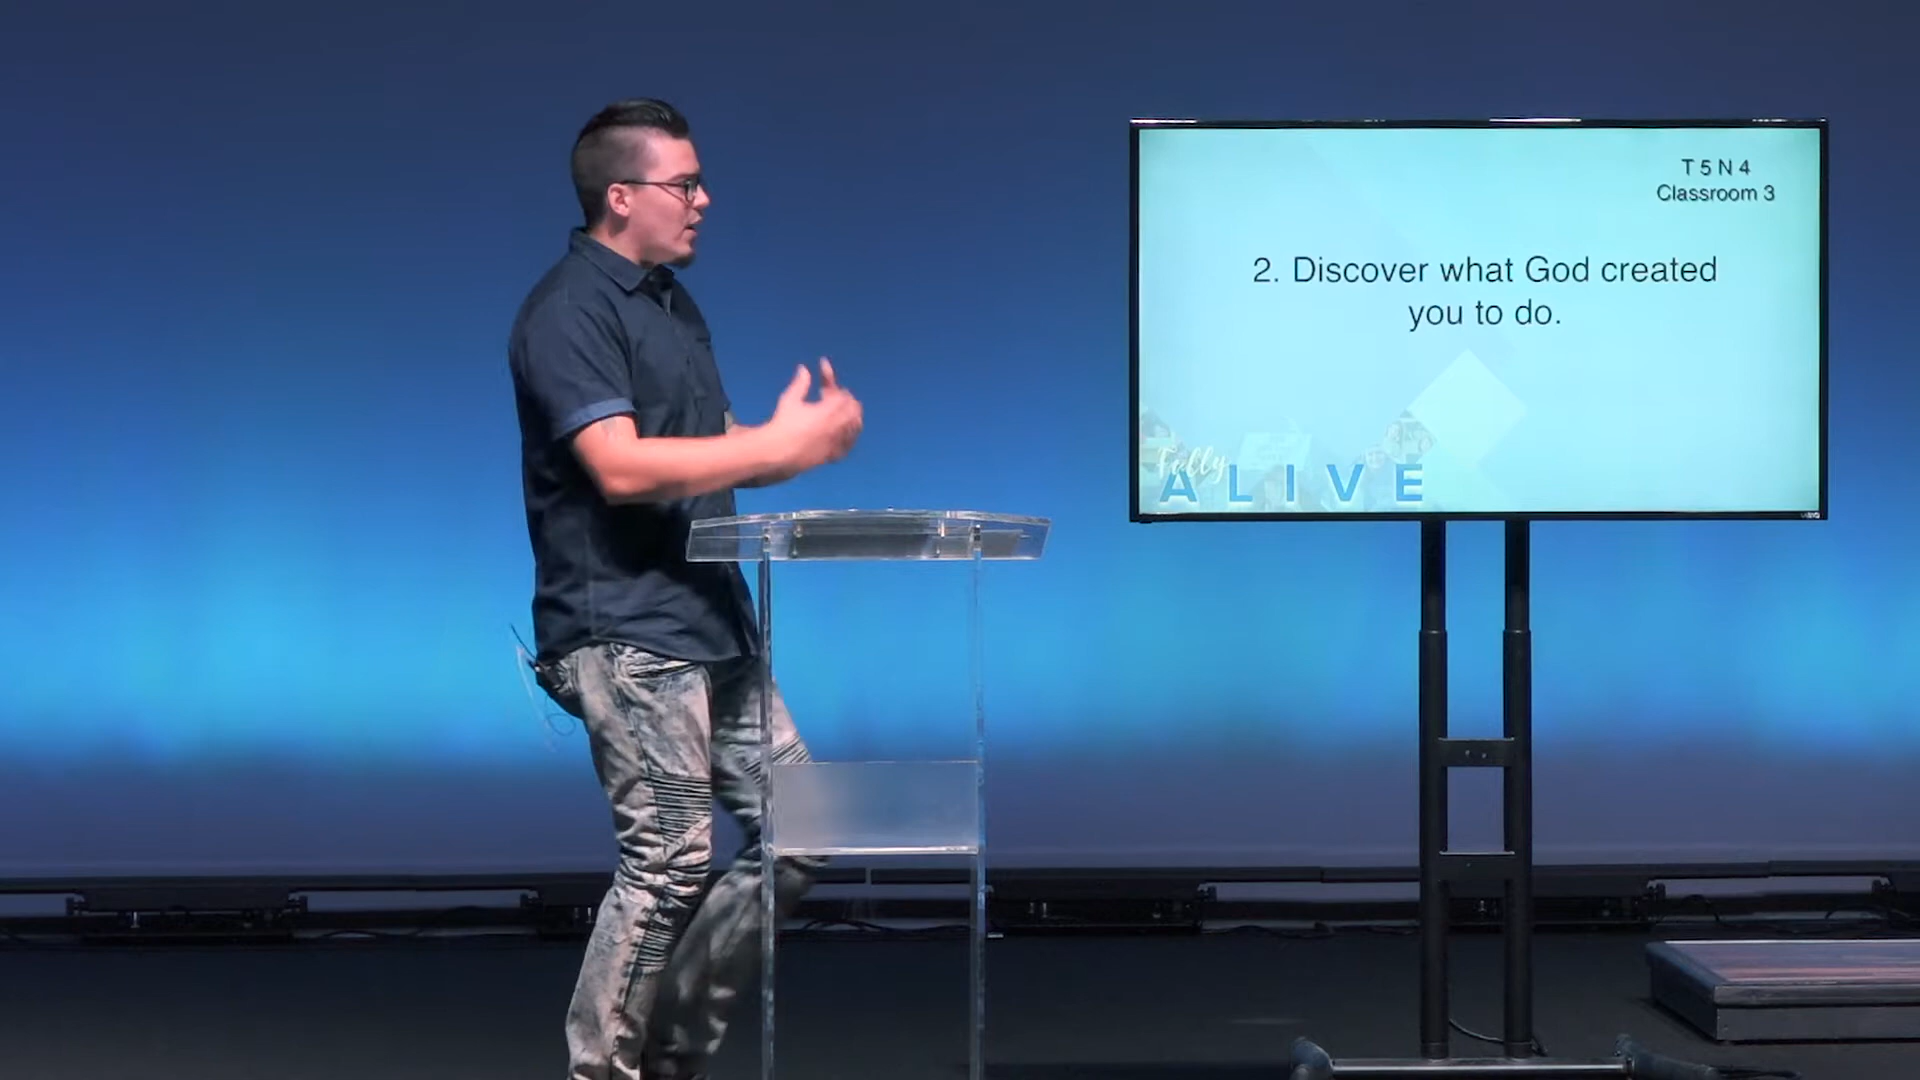 T 5 N 4
Classroom 3
2. Discover what God created
you to do.
Fully
ALIVE